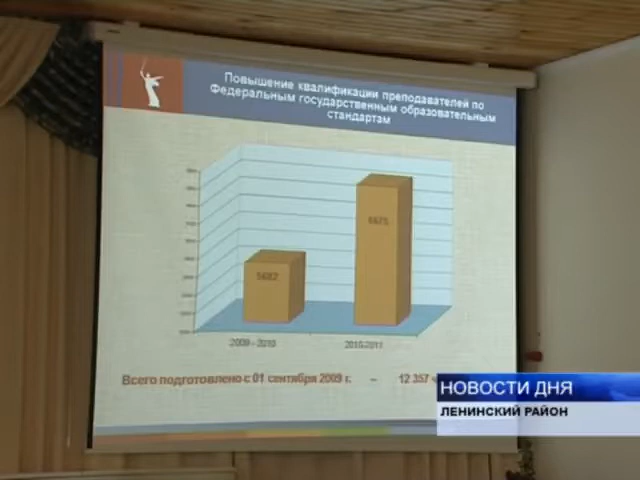 Повышение квалификации преподавателей по
Федеральным государственным образовательным
стандартам
5682
6675
2009 - 2010
2010-2011
Всего подготовлено с 01 сентября 2009 г. – 12 357
НОВОСТИ ДНЯ
ЛЕНИНСКИЙ РАЙОН